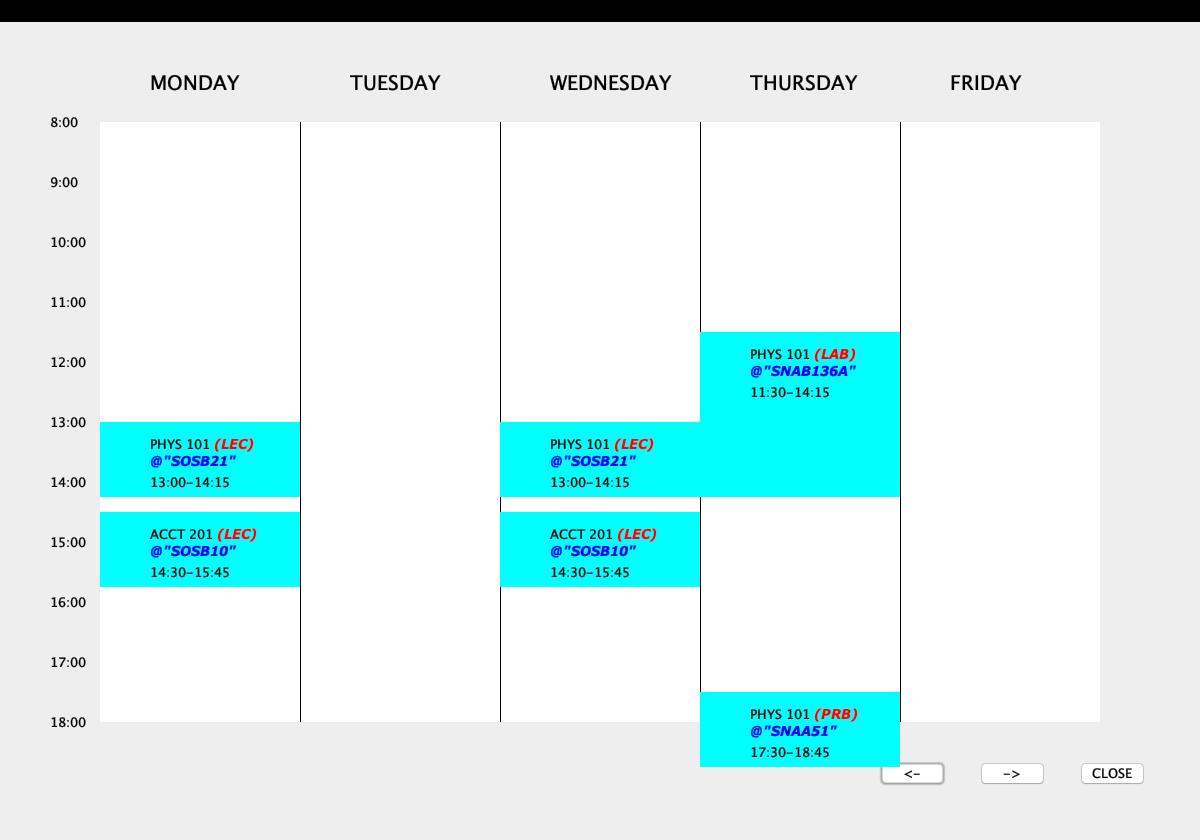 MONDAY TUESDAY WEDNESDAY THURSDAY FRIDAY
8:00
9:00
10:00
11:00
12:00
13:00
14:00
15:00
16:00
17:00
18:00
PHYS 101 (LEC)
@"SOSB21"
13:00-14:15
ACCT 201 (LEC)
@"SOSB10"
14:30-15:45
PHYS 101 (LEC)
@"SOSB21"
13:00-14:15
ACCT 201 (LEC)
@"SOSB10"
14:30-15:45
PHYS 101 (LAB)
@"SNAB136A"
11:30-14:15
PHYS 101 (PRB)
@"SNAA51"
17:30-18:45
<- -> CLOSE